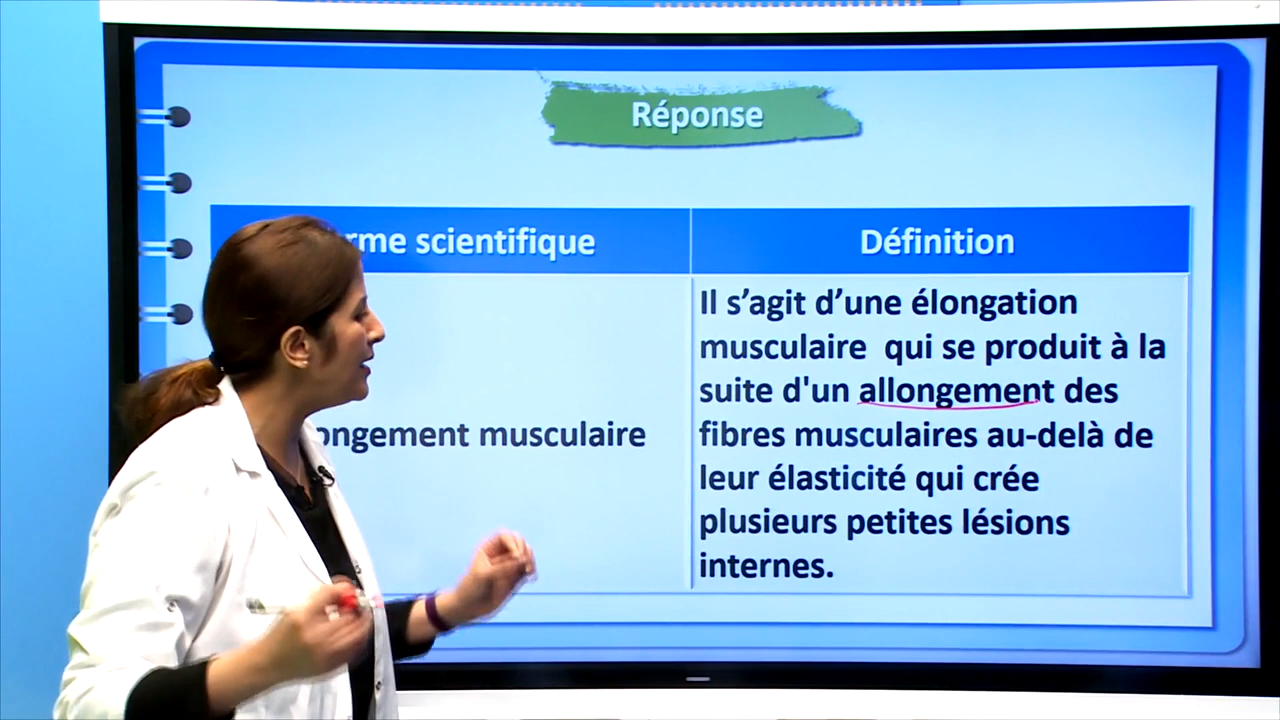 Réponse
rme scientifique
Définition
ongement musculaire
Il s’agit d’une élongation
musculaire qui se produit à la
suite d'un allongement des
fibres musculaires au-delà de
leur élasticité qui crée
plusieurs petites lésions
internes.